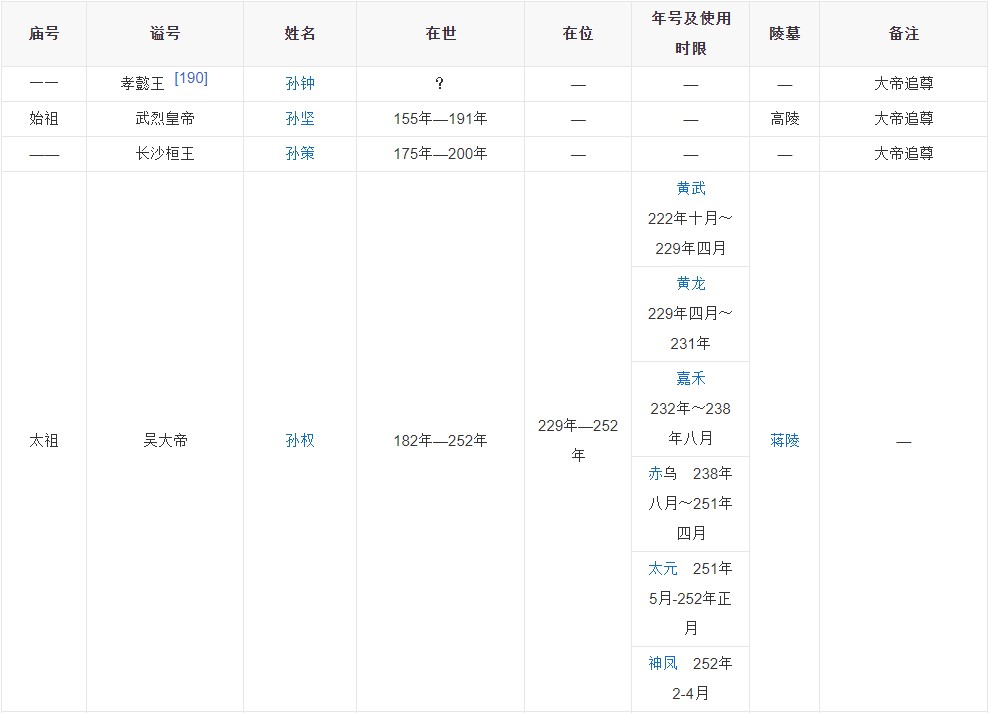 庙号 谥号 姓名 在世 在位 年号及使用时限 陵墓 备注
一一 孝懿王 [190] 孙钟 ? — — — 大帝追尊
始祖 武烈皇帝 孙坚 155年—191年 — — 高陵 大帝追尊
—— 长沙桓王 孙策 175年—200年 — — — 大帝追尊
太祖 吴大帝 孙权 182年—252年 229年—252年
黄武
222年十月～
229年四月
黄龙
229年四月～
231年
嘉禾
232年～238
年八月
赤乌 238年
八月～251年
四月
太元 251年
5月-252年正
月
神凤 252年
2-4月
蒋陵 —